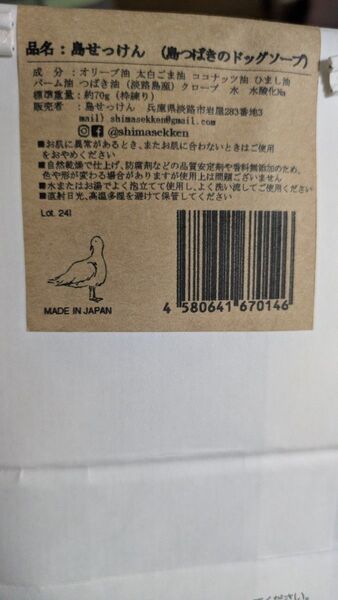 品名：島せっけん （島つばきのドッグソープ）
成 分：オリーブ油 太白ごま油 ココナッツ油 ひまし油
パーム油 つばき油（淡路島産）クローブ 水 水酸化Na
標準重量：約70g（枠練り）
販売者 ：島せっけん 兵庫県淡路市岩屋283番地3
mail）shimasekken@gmail.com
@shimasekken
■お肌に異常があるとき、またお肌に合わないときはご使用
をおやめください
■自然乾燥で仕上げ、防腐剤などの品質安定剤や香料無添加のため、
色や形が変わる場合がありますが使用上は問題ございません
■水またはお湯でよく泡立てて使用し、よく洗い流してご使用ください
■直射日光、高温多湿を避けて保管してください
Lot. 241
MADE IN JAPAN
4 580641 670146
ください)。